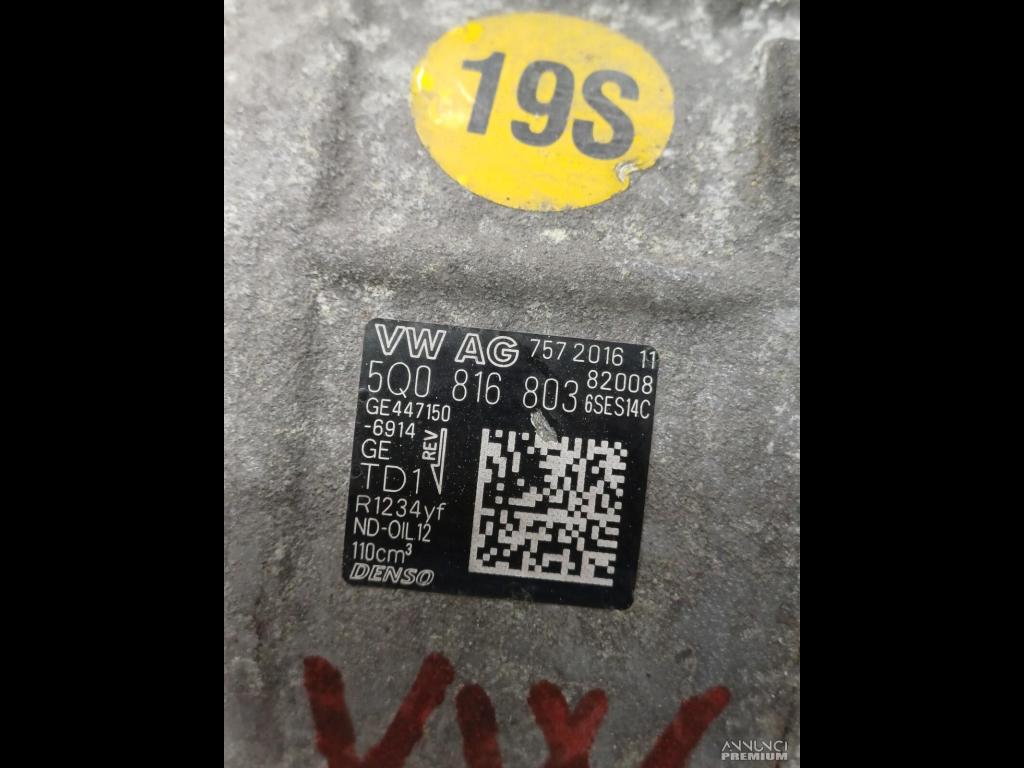 19S
VW AG 757 2016 11
5Q0 816 803 82008
6SES14C
GE447150
-6914
GE
REV
TD1
R1234yf
ND-OIL12
110cm³
DENSO
VW
ANNUNCI
PREMIUM